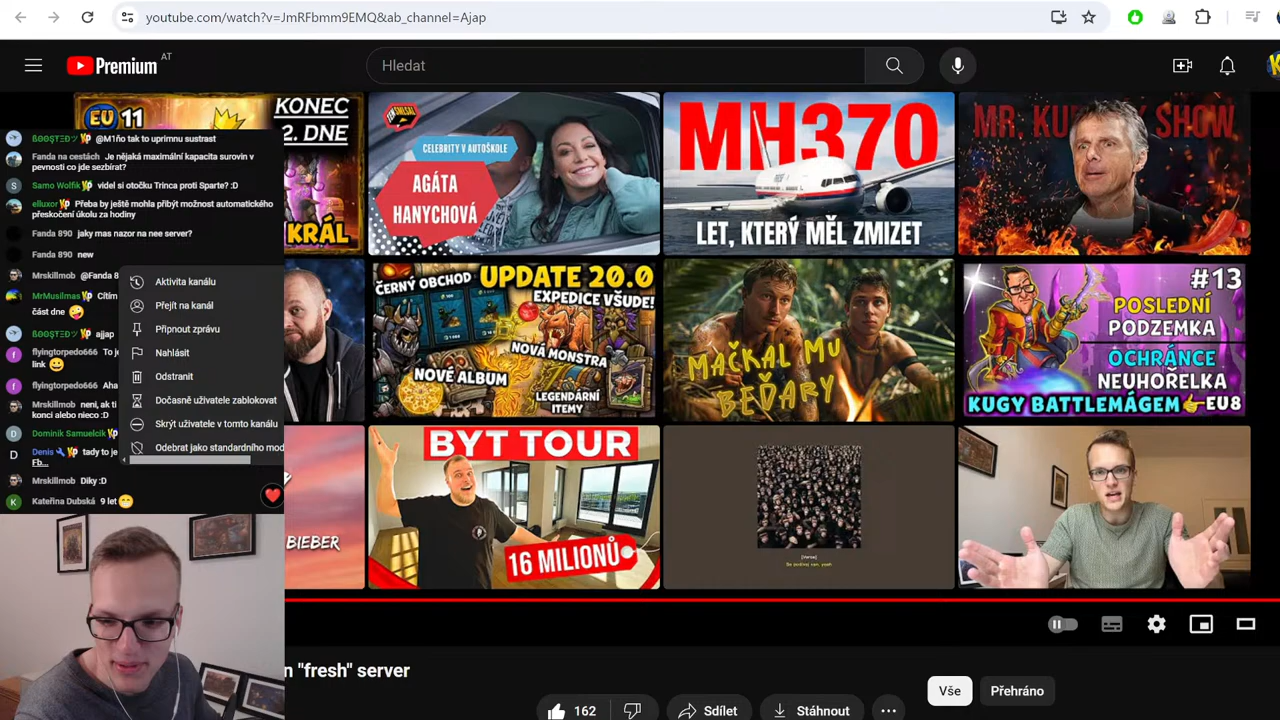 youtube.com/watch?v=JmRFbmm9EMQ&ab_channel=Ajap
Premium AT
Hledat
EU 11
KONEC
2. DNE
KRÁL
CELEBRITY V AUTOŠKOLE
AGÁTA
HANYCHOVÁ
MH370
LET, KTERÝ MĚL ZMIZET
SHOW
@M1ño tak to uprimnu sustrast
Fanda na cestách Je nějaká maximální kapacita surovin v
pevnosti co jde sezbírat?
S Samo Wolfik videl si otočku Trinca proti Sparte? :D
elluxor Přeba by ještě mohla přibýt možnost automatického
přeskočení úkolu za hodiny
Fanda 890 jaky mas nazor na nee server?
Fanda 890 new
Mrskillmob @Fanda 8
MrMusilmas Cítím
část dne
ajjap
f flyingtorpedo666 To je
link
f flyingtorpedo666 Aha
Mrskillmob neni, ak ti
konci alebo nieco :D
D Dominik Samuelcik
D Denis tady to je
Fb...
Mrskillmob Diky :D
K Kateřina Dubská 9 let
Aktivita kanálu
Přejít na kanál
Připnout zprávu
Nahlásit
Odstranit
Dočasně uživatele zablokovat
Skrýt uživatele v tomto kanálu
Odebrat jako standardního mod
ČERNÝ OBCHOD
UPDATE 20.0
EXPEDICE VŠUDE!
NOVÁ MONSTRA
NOVÉ ALBUM
LEGENDÁRNÍ
ITEMY
MAČKAL MU
BEĎARY
#13
POSLEDNÍ
PODZEMKA
OCHRÁNCE
NEUHOŘELKA
KUGY BATTLEMÁGEM
EU8
BIEBER
BYT TOUR
16 MILIONŮ
[Verse]
n "fresh" server
162
Sdílet
Stáhnout
Vše
Přehráno